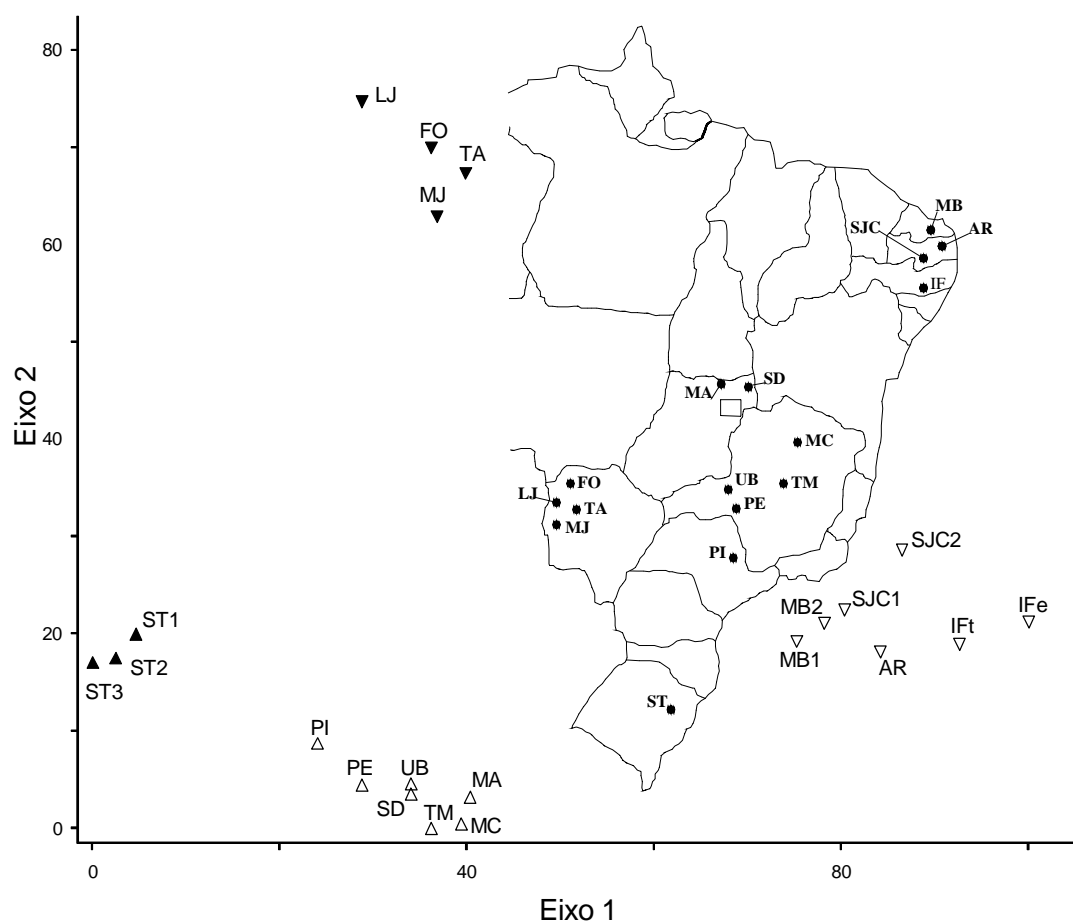 80
LJ
FO
TA
MJ
MB
SJC
AR
IF
60
Eixo 2
MA
SD
40
MC
UB
TM
PE
LJ
FO
TA
MJ
PI
SJC2
MB2
SJC1
IFe
IFt
MB1
AR
20
ST1
ST2
ST3
ST
PI
PE
UB
MA
SD
TM
MC
0
0
40
80
Eixo 1